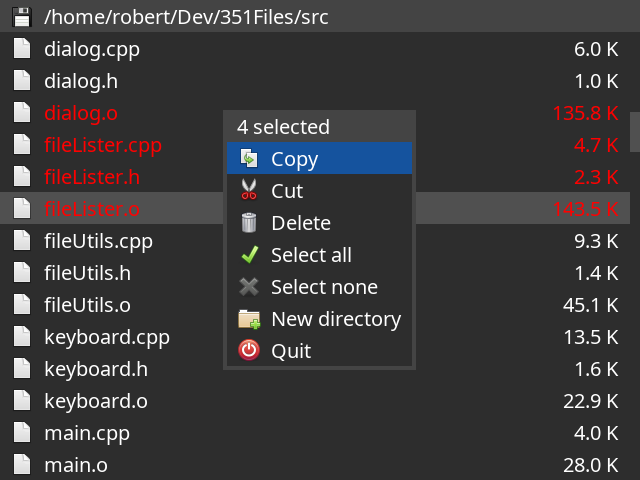 /home/robert/Dev/351Files/src
dialog.cpp 6.0 K
dialog.h 1.0 K
dialog.o 135.8 K
fileLister.cpp 4.7 K
fileLister.h 2.3 K
fileLister.o 143.5 K
fileUtils.cpp 9.3 K
fileUtils.h 1.4 K
fileUtils.o 45.1 K
keyboard.cpp 13.5 K
keyboard.h 1.6 K
keyboard.o 22.9 K
main.cpp 4.0 K
main.o 28.0 K
4 selected
Copy
Cut
Delete
Select all
Select none
New directory
Quit